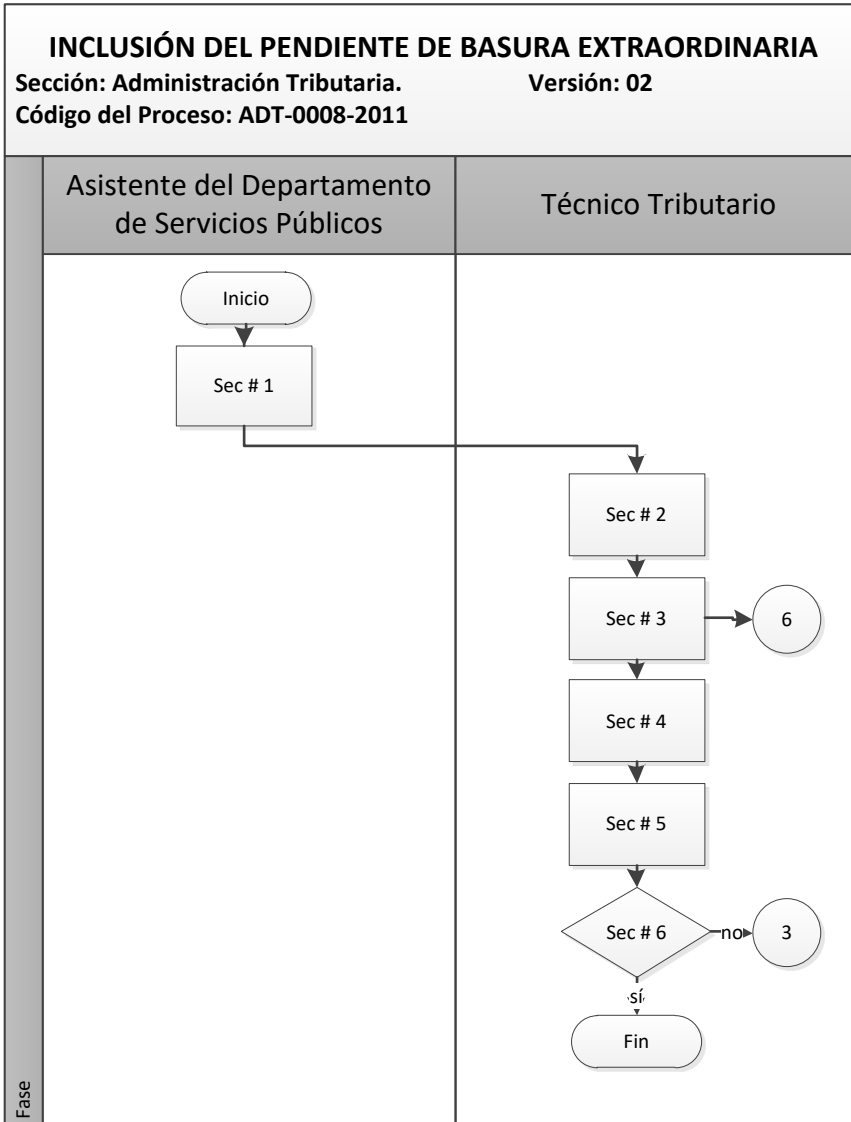 INCLUSIÓN DEL PENDIENTE DE BASURA EXTRAORDINARIA
Sección: Administración Tributaria. Versión: 02
Código del Proceso: ADT-0008-2011
Asistente del Departamento
de Servicios Públicos
Técnico Tributario
Inicio
Sec # 1
Sec # 2
Sec # 3
6
Sec # 4
Sec # 5
Sec # 6
no
3
sí
Fin
Fase